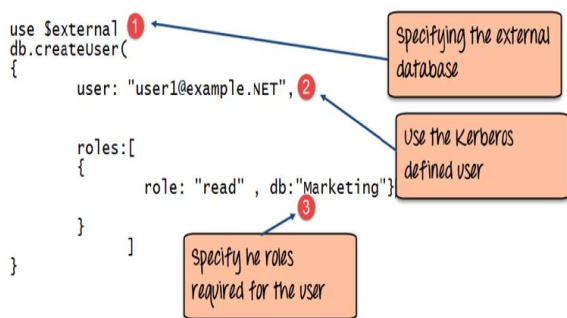 use $external 1
db.createUser(
{
user: "user1@example.NET", 2
roles:[
{
role: "read" , db:"Marketing"},
3
}
]
}
Specifying the external
database
Use the Kerberos
defined user
Specify he roles
required for the user